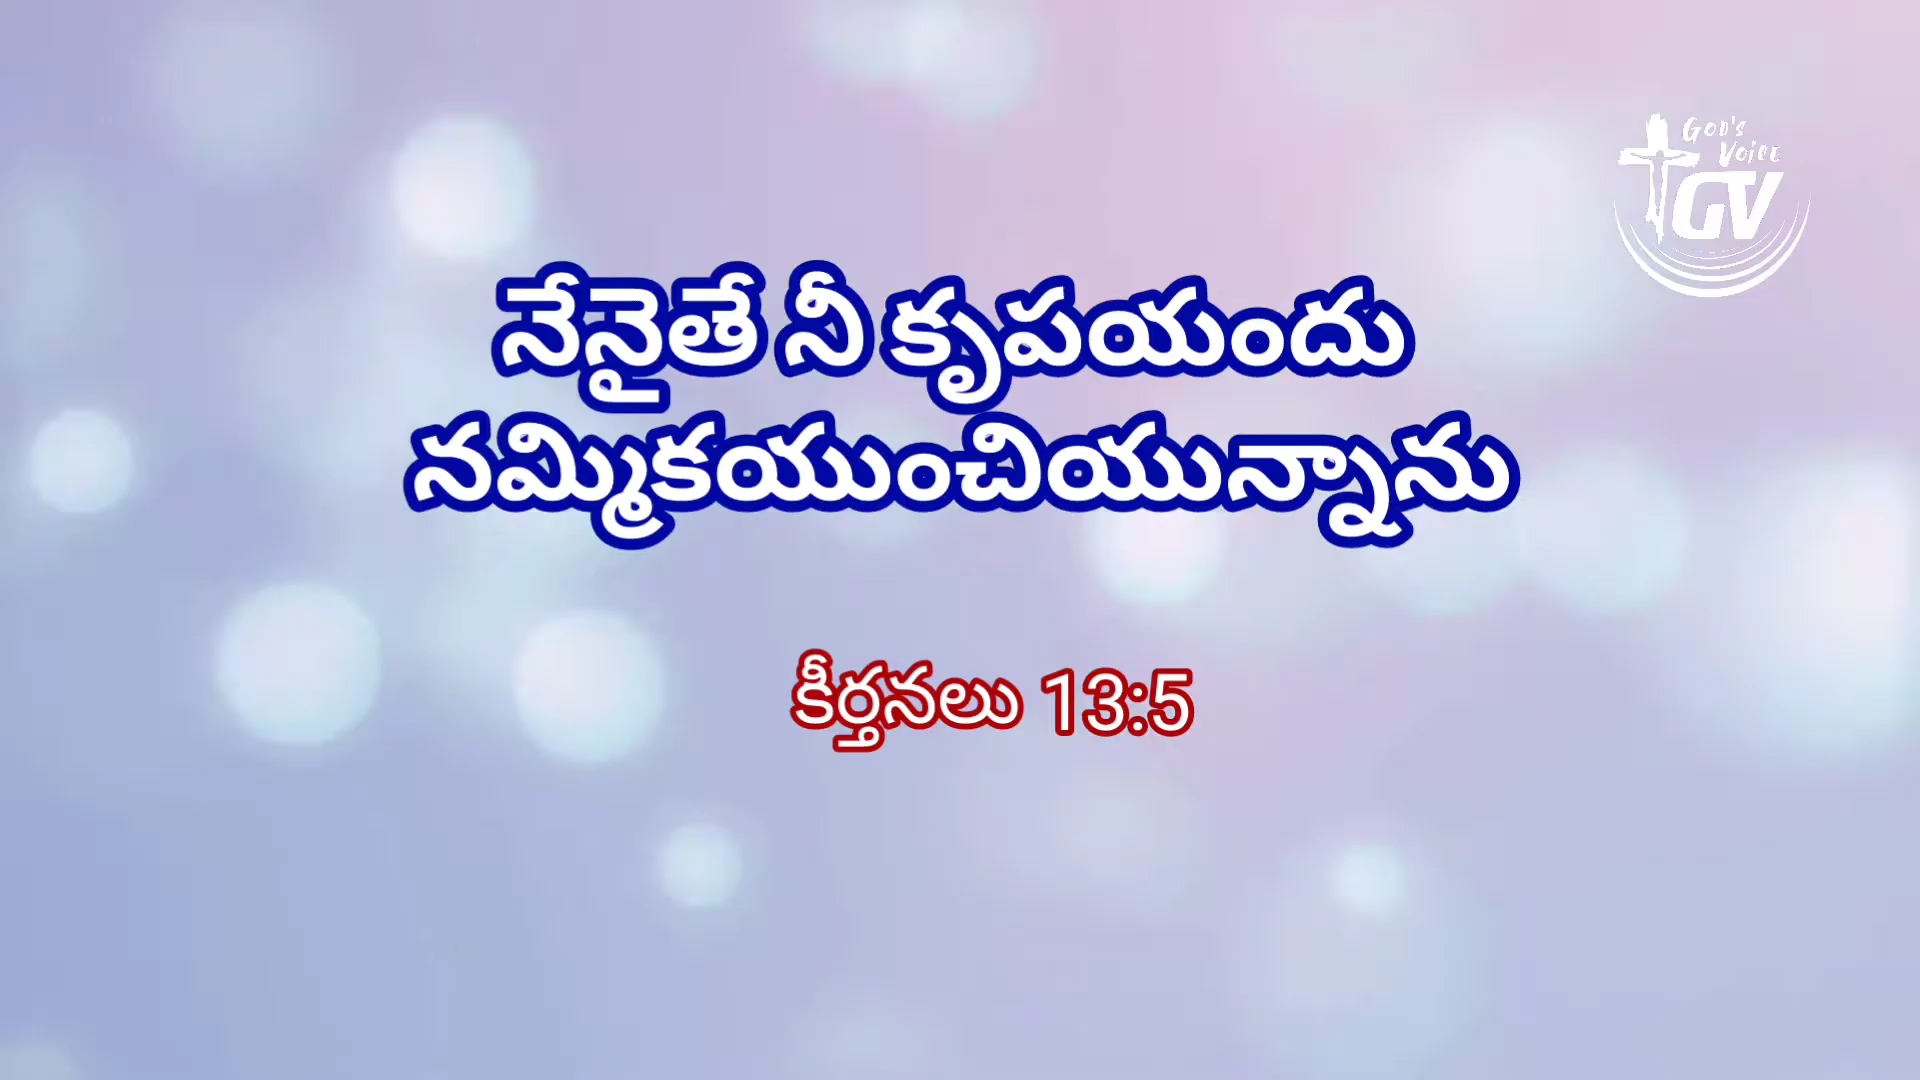 God's
Voice
GV
నేనైతే నీ కృపయందు
నమ్మికయుంచియున్నాను
కీర్తనలు 13:5